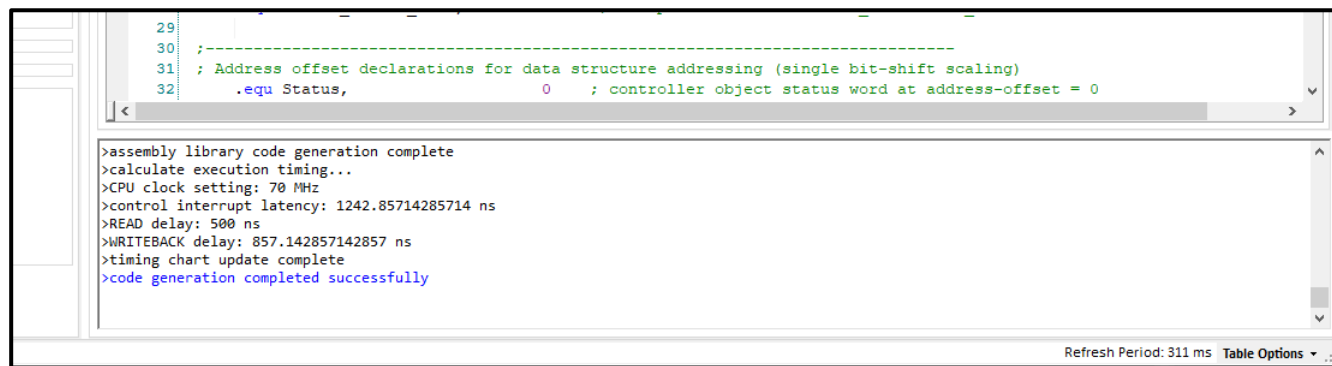 29
30 ;------------------------------------------------------------------------------
31 ; Address offset declarations for data structure addressing (single bit-shift scaling)
32 .equ Status, 0 ; controller object status word at address-offset = 0
>assembly library code generation complete
>calculate execution timing...
>CPU clock setting: 70 MHz
>control interrupt latency: 1242.85714285714 ns
>READ delay: 500 ns
>WRITEBACK delay: 857.142857142857 ns
>timing chart update complete
>code generation completed successfully
Refresh Period: 311 ms Table Options